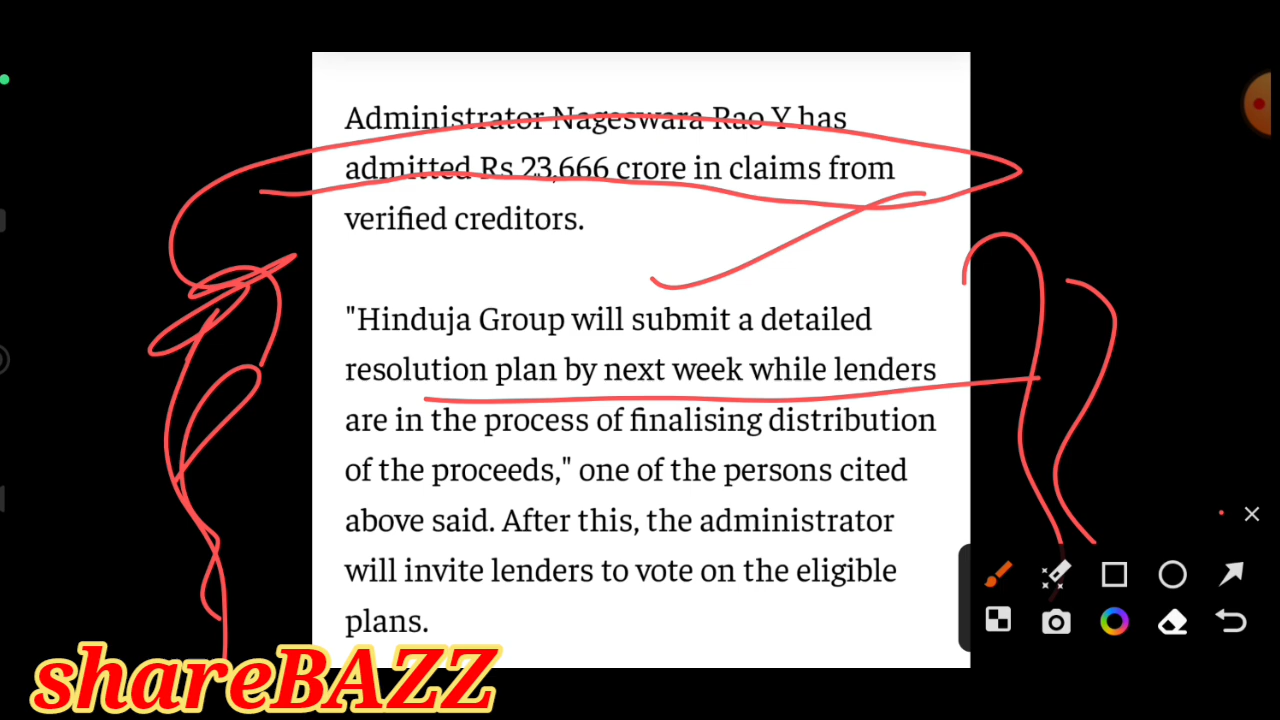 Administrator Nageswara Rao Y has
admitted Rs 23,666 crore in claims from
verified creditors.
"Hinduja Group will submit a detailed
resolution plan by next week while lenders
are in the process of finalising distribution
of the proceeds," one of the persons cited
above said. After this, the administrator
will invite lenders to vote on the eligible
plans.
shareBAZZ